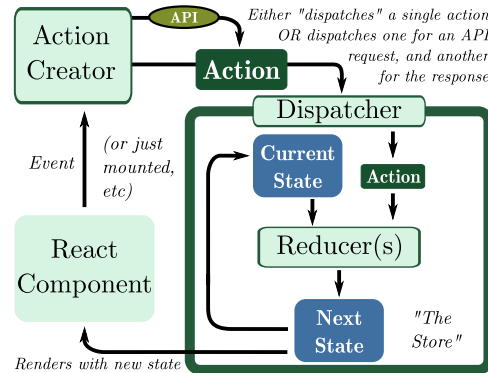 Action
Creator
API
Action
Either "dispatches" a single action
OR dispatches one for an API
request, and another
for the response
Dispatcher
Current
State
Action
Reducer(s)
Next
State
"The
Store"
Event
(or just
mounted,
etc)
React
Component
Renders with new state